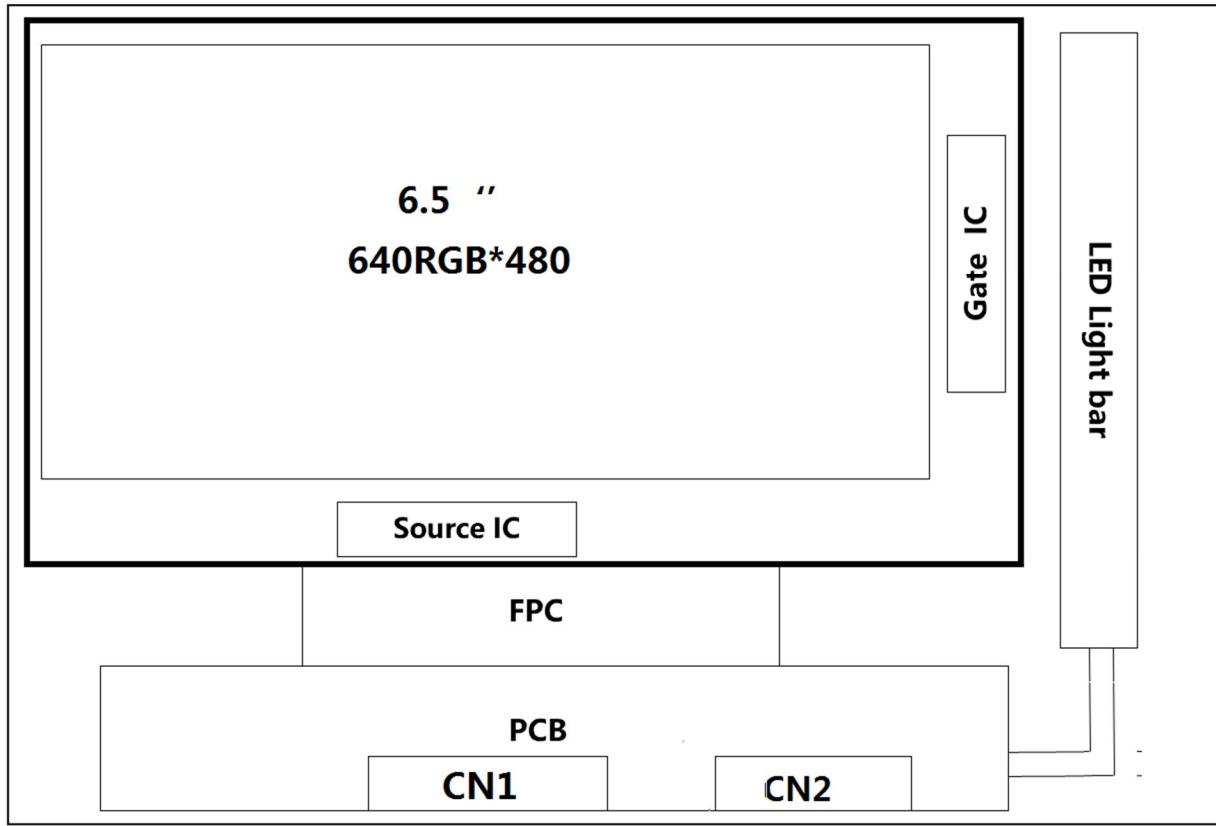 6.5 ‘’
640RGB*480
Gate IC
LED Light bar
Source IC
FPC
PCB
CN1
CN2